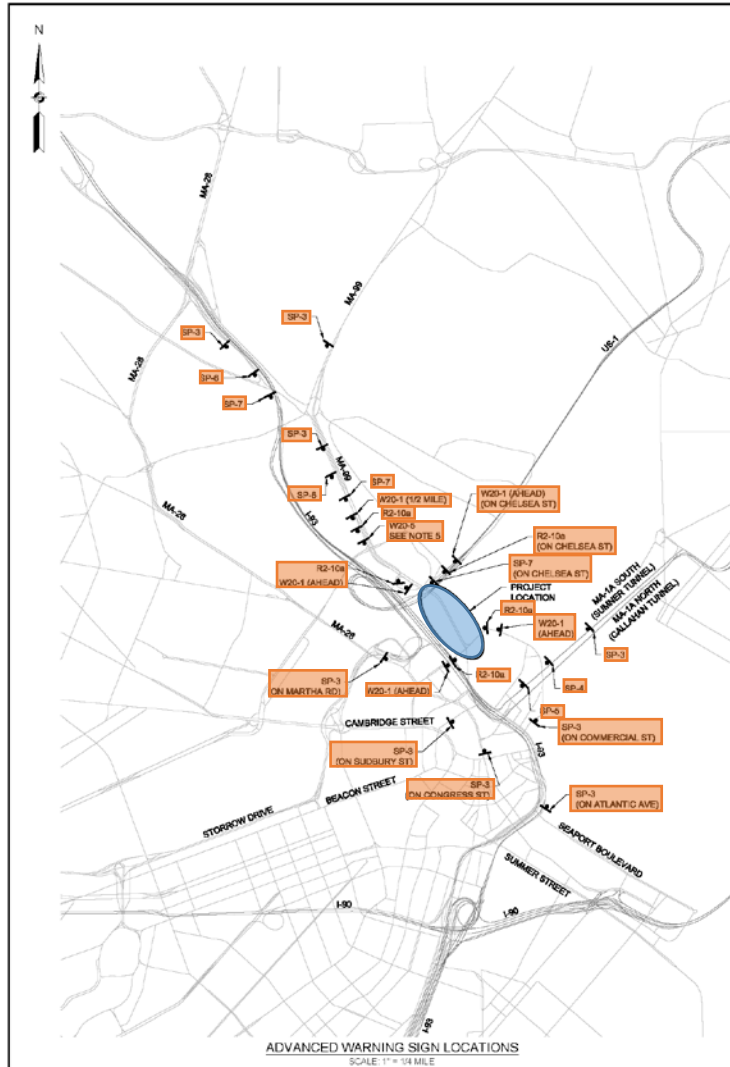 N
MA-28
MA-99
SP-3
SP-3
US-1
SP-6
MA-28
SP-7
SP-3
MA-99
SP-7
SP-6
W20-1 (AHEAD)
(ON CHELSEA ST)
W20-1 (1/2 MILE)
MA-28
I-93
R2-10a
W20-5
SEE NOTE 5
R2-10a
(ON CHELSEA ST)
R2-10a
W20-1 (AHEAD)
SP-7
(ON CHELSEA ST)
PROJECT
LOCATION
MA-1A SOUTH
(SUMNER TUNNEL)
MA-1A NORTH
(CALLAHAN TUNNEL)
R2-10a
W20-1
(AHEAD)
MA-28
SP-3
SP-3
(ON MARTHA RD)
W20-1 (AHEAD)
R2-10a
SP-4
CAMBRIDGE STREET
SP-3
(ON COMMERCIAL ST)
SP-3
(ON SUDBURY ST)
I-93
SP-3
(ON CONGRESS ST)
BEACON STREET
SP-3
(ON ATLANTIC AVE)
STORROW DRIVE
SEAPORT BOULEVARD
SUMMER STREET
I-90
I-90
I-93
ADVANCED WARNING SIGN LOCATIONS
SCALE: 1" = 1/4 MILE